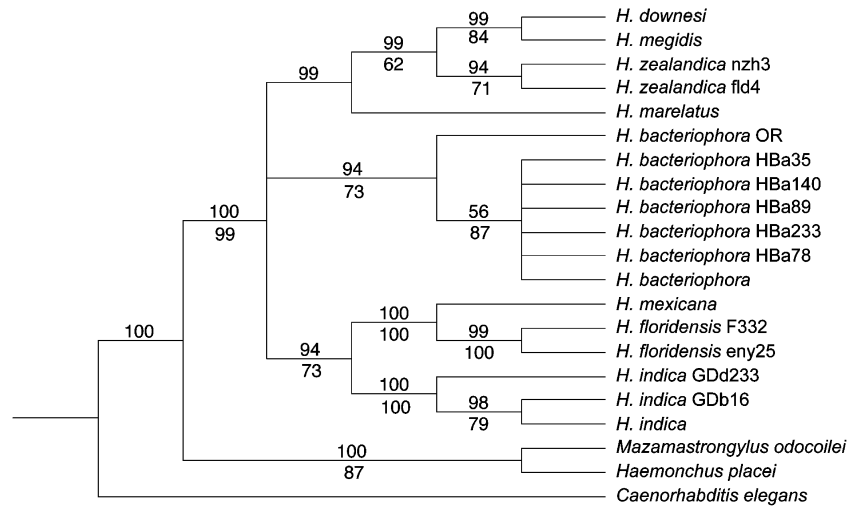 99 H. downesi
99 84 H. megidis
99 62 94 H. zealandica nzh3
71 H. zealandica fld4
H. marelatus
H. bacteriophora OR
94 H. bacteriophora HBa35
73 H. bacteriophora HBa140
100 56 H. bacteriophora HBa89
99 87 H. bacteriophora HBa233
H. bacteriophora HBa78
H. bacteriophora
100 H. mexicana
100 100 99 H. floridensis F332
94 100 H. floridensis eny25
73 100 H. indica GDd233
100 98 H. indica GDb16
79 H. indica
100 Mazamastrongylus odocoilei
87 Haemonchus placei
Caenorhabditis elegans